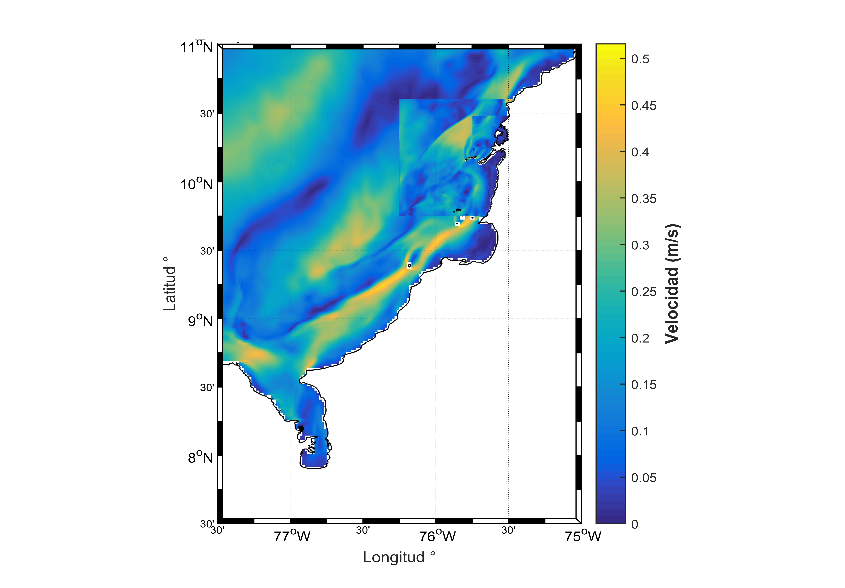 11°N
30'
10°N
30'
9°N
30'
8°N
30'
30'
77°W
30'
76°W
30'
75°W
Latitud °
Longitud °
0.5
0.45
0.4
0.35
0.3
0.25
0.2
0.15
0.1
0.05
0
Velocidad (m/s)